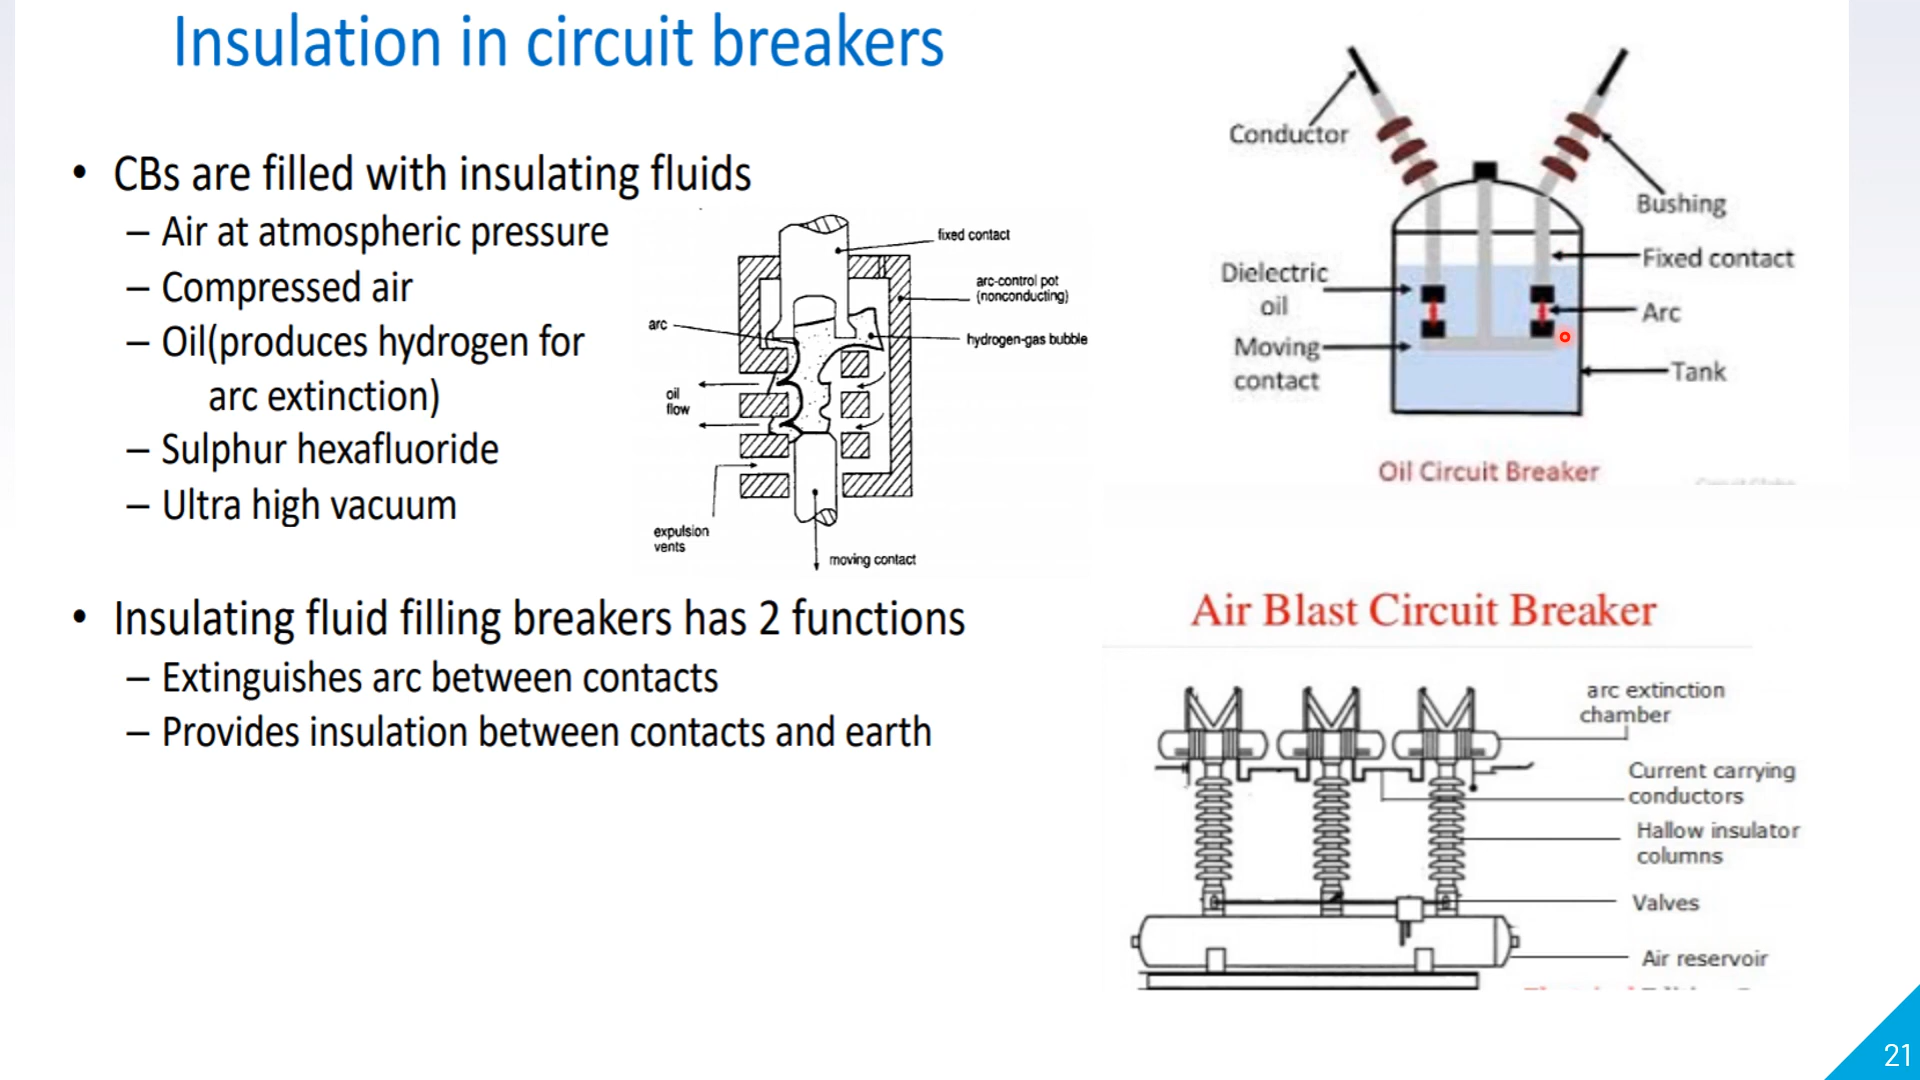 Insulation in circuit breakers
• CBs are filled with insulating fluids
– Air at atmospheric pressure
– Compressed air
– Oil(produces hydrogen for
arc extinction)
– Sulphur hexafluoride
– Ultra high vacuum
fixed contact
arc-control pot
(nonconducting)
arc
hydrogen-gas bubble
oil
flow
expulsion
vents
moving contact
• Insulating fluid filling breakers has 2 functions
– Extinguishes arc between contacts
– Provides insulation between contacts and earth
Conductor
Bushing
Fixed contact
Dielectric
oil
Arc
Moving
contact
Tank
Oil Circuit Breaker
Air Blast Circuit Breaker
arc extinction
chamber
Current carrying
conductors
Hallow insulator
columns
Valves
Air reservoir
21